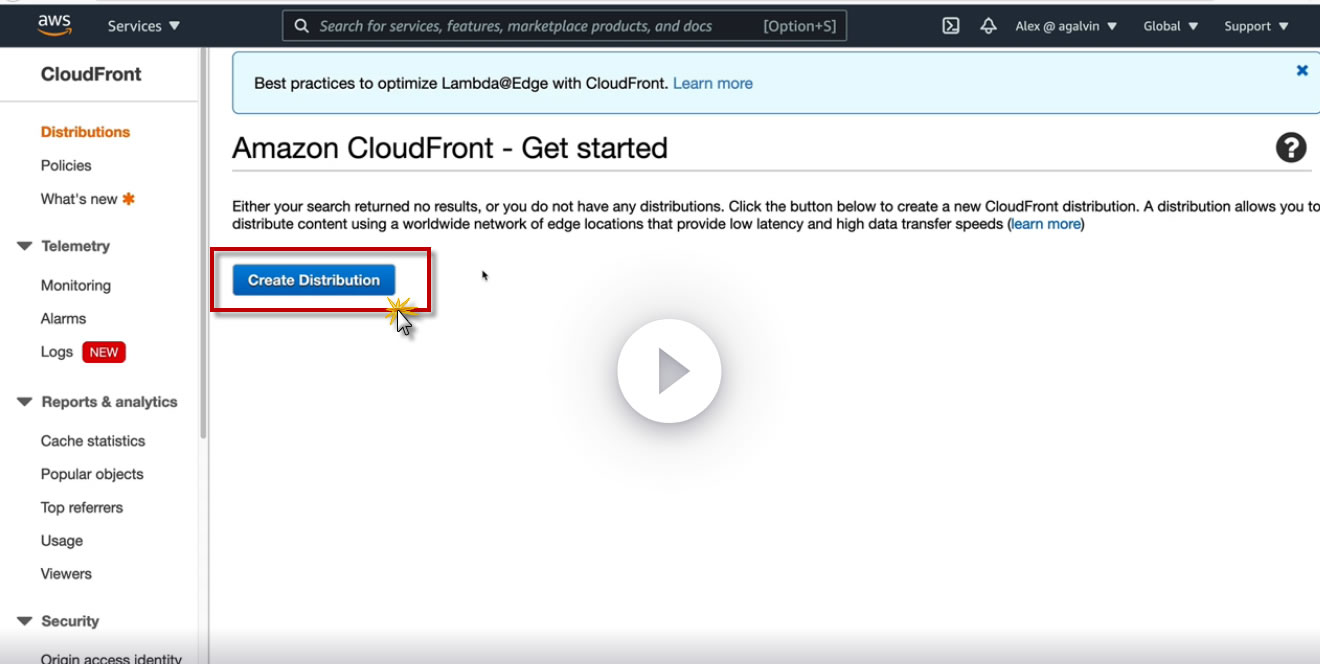 aws Services Search for services, features, marketplace products, and docs [Option+S] Alex @ agalvin Global Support
CloudFront
Distributions
Policies
What's new
Telemetry
Monitoring
Alarms
Logs NEW
Reports & analytics
Cache statistics
Popular objects
Top referrers
Usage
Viewers
Security
Origin access identity
Best practices to optimize Lambda@Edge with CloudFront. Learn more
Amazon CloudFront - Get started
?
Either your search returned no results, or you do not have any distributions. Click the button below to create a new CloudFront distribution. A distribution allows you to
distribute content using a worldwide network of edge locations that provide low latency and high data transfer speeds (learn more)
Create Distribution